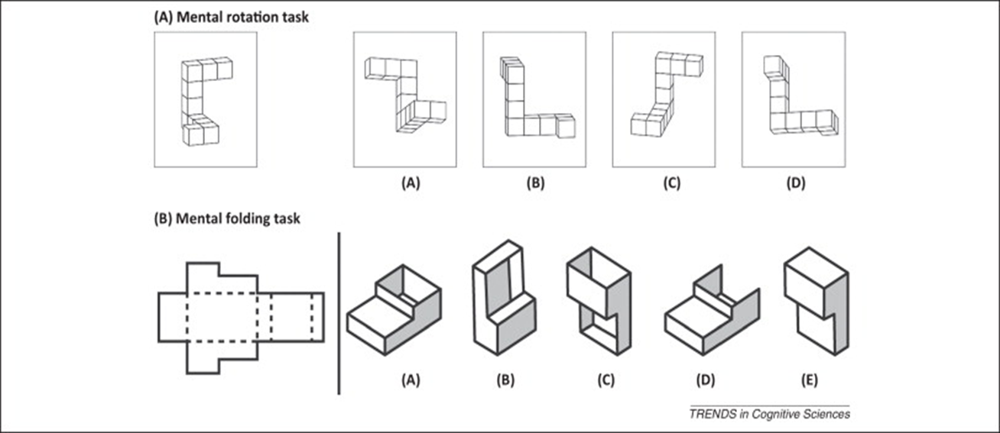 (A) Mental rotation task
(A) (B) (C) (D)
(B) Mental folding task
(A) (B) (C) (D) (E)
TRENDS in Cognitive Sciences